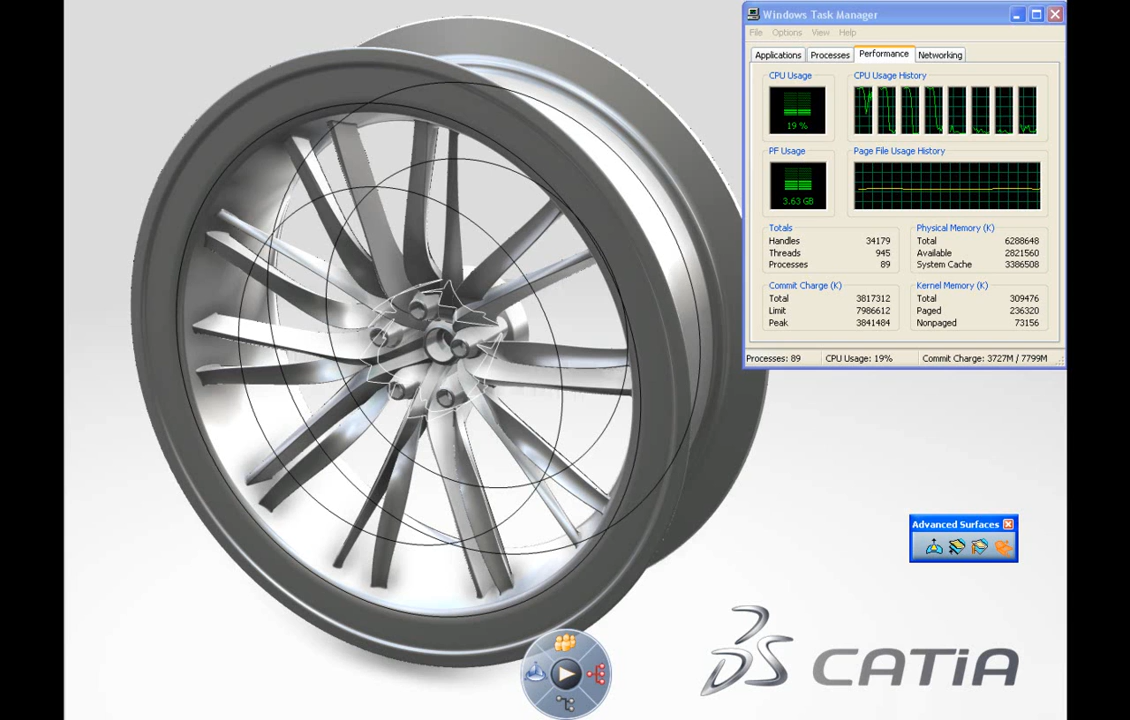 Windows Task Manager
File Options View Help
Applications Processes Performance Networking
CPU Usage CPU Usage History
19 %
PF Usage Page File Usage History
3.63 GB
Totals
Handles 34179
Threads 945
Processes 89
Physical Memory (K)
Total 6288648
Available 2821560
System Cache 3386508
Commit Charge (K)
Total 3817312
Limit 7986612
Peak 3841484
Kernel Memory (K)
Total 309476
Paged 236320
Nonpaged 73156
Processes: 89 CPU Usage: 19% Commit Charge: 3727M / 7799M
Advanced Surfaces
DS CATIA